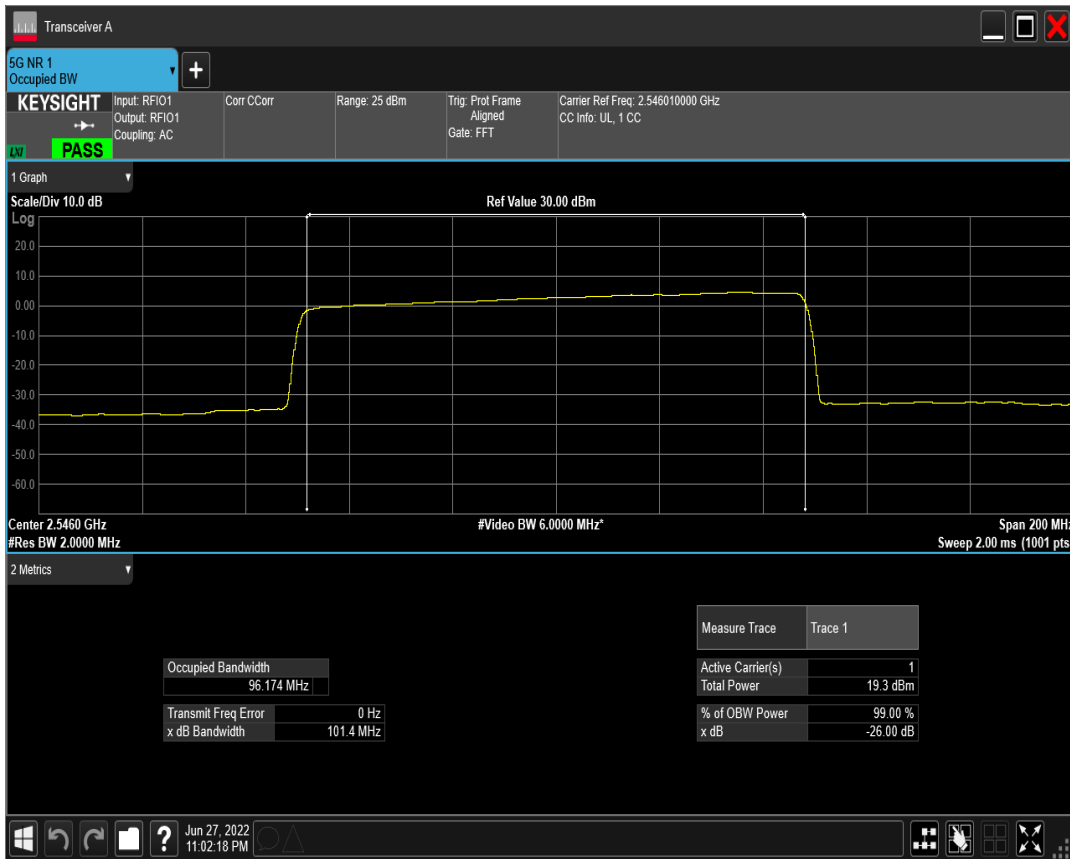 Transceiver A
5G NR 1
Occupied BW
KEYSIGHT
LXI
PASS
Input: RFIO1
Output: RFIO1
Coupling: AC
Corr CCorr
Range: 25 dBm
Trig: Prot Frame
Aligned
Gate: FFT
Carrier Ref Freq: 2.546010000 GHz
CC Info: UL, 1 CC
1 Graph
Scale/Div 10.0 dB
Ref Value 30.00 dBm
Log
20.0
10.0
0.00
-10.0
-20.0
-30.0
-40.0
-50.0
-60.0
Center 2.5460 GHz
#Video BW 6.0000 MHz*
Span 200 MHz
#Res BW 2.0000 MHz
Sweep 2.00 ms (1001 pts
2 Metrics
Measure Trace Trace 1
Occupied Bandwidth
96.174 MHz
Active Carrier(s) 1
Total Power 19.3 dBm
Transmit Freq Error 0 Hz
x dB Bandwidth 101.4 MHz
% of OBW Power 99.00 %
x dB -26.00 dB
Jun 27, 2022
11:02:18 PM